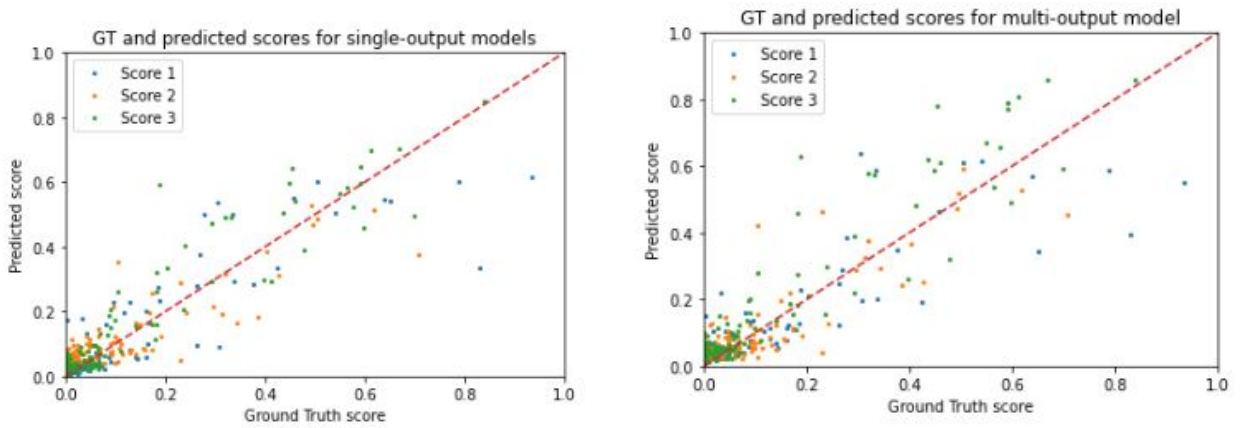 GT and predicted scores for single-output models
1.0
0.8
0.6
0.4
0.2
0.0
Predicted score
Score 1
Score 2
Score 3
0.0 0.2 0.4 0.6 0.8 1.0
Ground Truth score
GT and predicted scores for multi-output model
1.0
0.8
0.6
0.4
0.2
0.0
Predicted score
Score 1
Score 2
Score 3
0.0 0.2 0.4 0.6 0.8 1.0
Ground Truth score